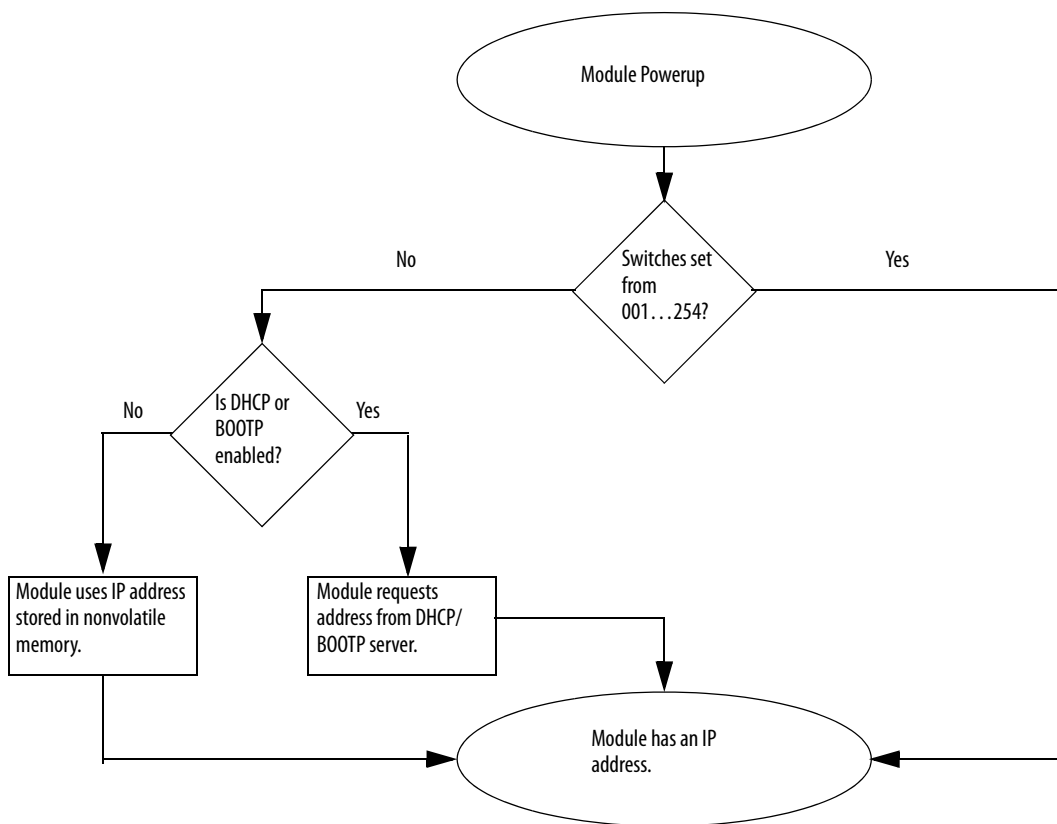 Module Powerup
No
Switches set
from
001…254?
Yes
No
Is DHCP or
BOOTP
enabled?
Yes
Module uses IP address
stored in nonvolatile
memory.
Module requests
address from DHCP/
BOOTP server.
Module has an IP
address.